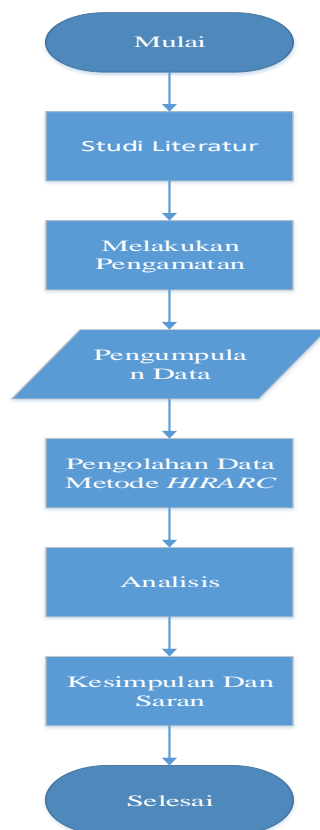 Mulai
Studi Literatur
Melakukan
Pengamatan
Pengumpula
n Data
Pengolahan Data
Metode HIRARC
Analisis
Kesimpulan Dan
Saran
Selesai